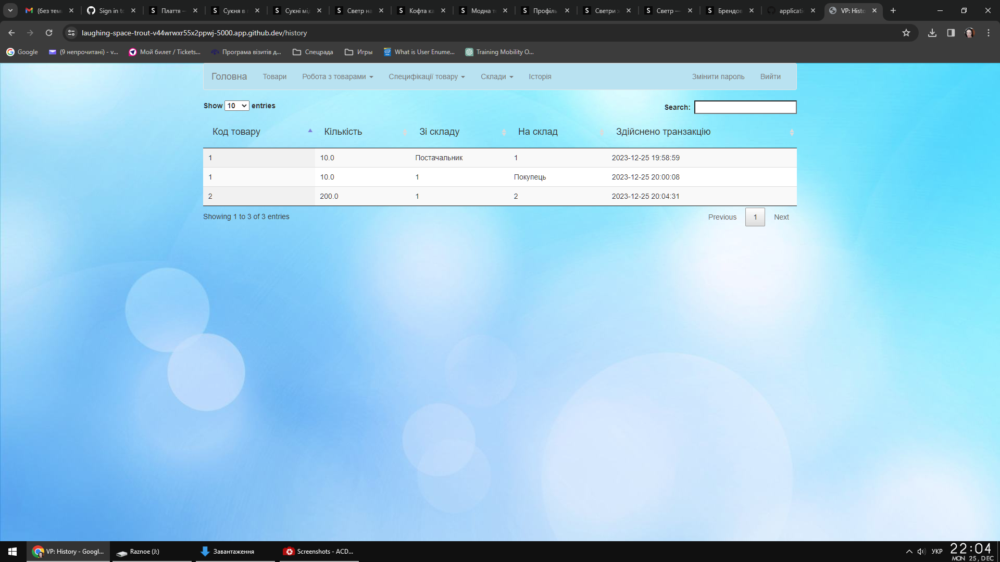 (без теми
Sign in to
Плаття —
Сукня в
Сукні мід
Светр на
Кофта ка
Модна т
Профіль
Светри
Светр —
Брендов
applicati
VP: Histo
laughing-space-trout-v44wrwxr55x2ppwj-5000.app.github.dev/history
Google
(9 непрочитані) - v...
Мой билет / Tickets...
Програма візитів д...
Спецрада
Игры
What is User Enume...
Training Mobility O...
Головна Товари Робота з товарами Специфікації товару Склади Історія Змінити пароль Вийти
Show 10 entries Search:
Код товару Кількість Зі складу На склад Здійснено транзакцію
1 10.0 Постачальник 1 2023-12-25 19:58:59
1 10.0 1 Покупець 2023-12-25 20:00:08
2 200.0 1 2 2023-12-25 20:04:31
Showing 1 to 3 of 3 entries Previous 1 Next
VP: History - Googl...
Raznoe (J:)
Завантаження
Screenshots - ACD...
УКР
22:04
MON 25, DEC